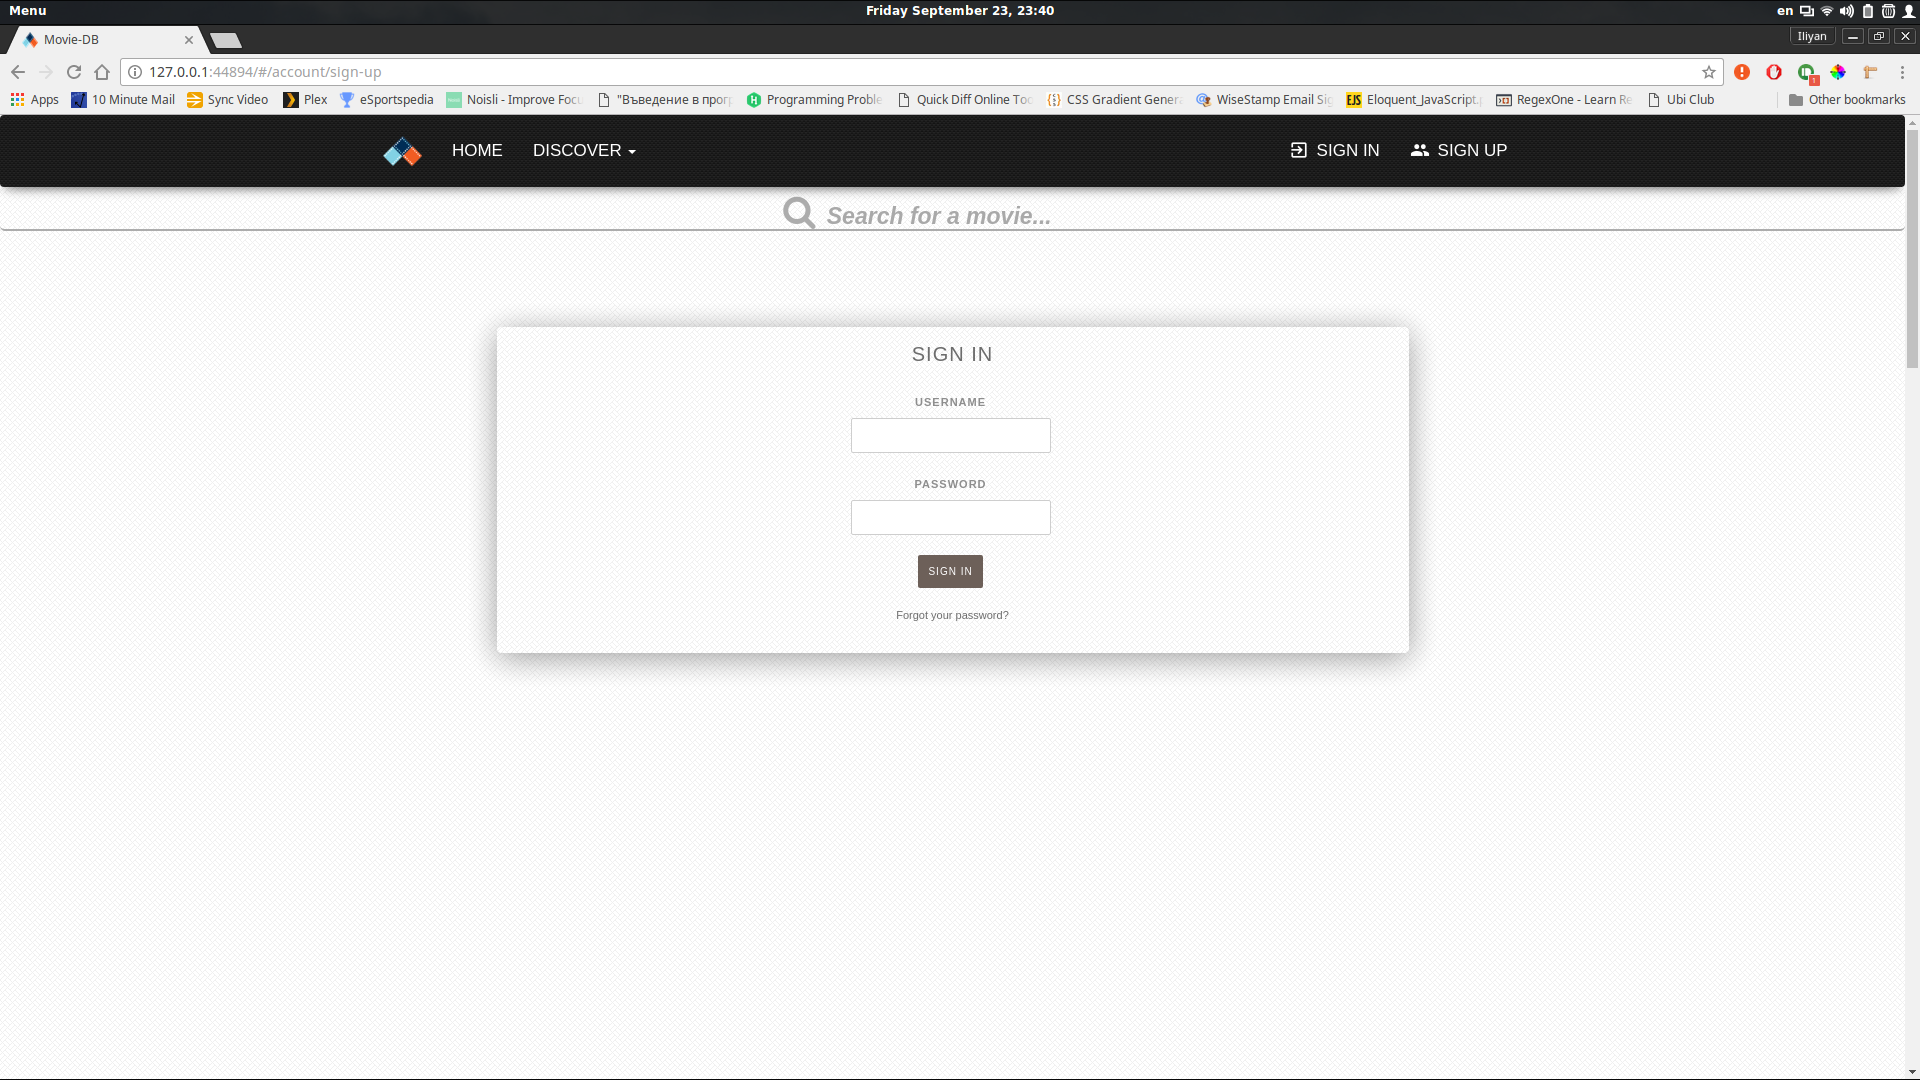 Menu
Friday September 23, 23:40
en
Movie-DB
Iliyan
127.0.0.1:44894/#/account/sign-up
Apps
10 Minute Mail
Sync Video
Plex
eSportspedia
Noisli - Improve Focu
"Въведение в прог
Programming Proble
Quick Diff Online Too
CSS Gradient Genera
WiseStamp Email Sig
EJS
Eloquent_JavaScript.p
RegexOne - Learn Re
Ubi Club
Other bookmarks
HOME
DISCOVER
SIGN IN
SIGN UP
Search for a movie...
SIGN IN
USERNAME
PASSWORD
SIGN IN
Forgot your password?